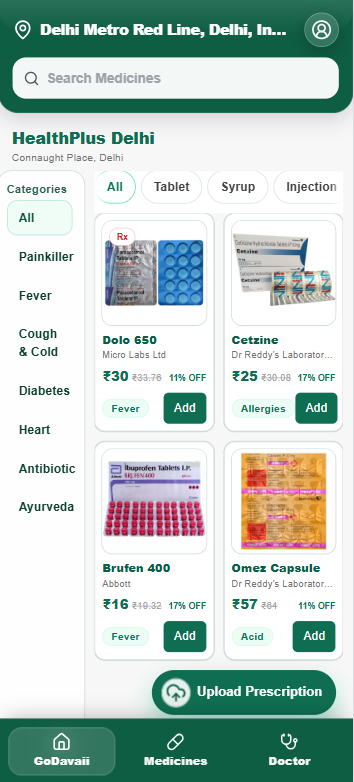 Delhi Metro Red Line, Delhi, In...
Search Medicines
HealthPlus Delhi
Connaught Place, Delhi
Categories
All
Painkiller
Fever
Cough
& Cold
Diabetes
Heart
Antibiotic
Ayurveda
All
Tablet
Syrup
Injection
Rx
Dolo 650
Micro Labs Ltd
₹30 ₹33.76 11% OFF
Fever
Add
Cetzine
Cetzine
Dr Reddy's Laborator...
₹25 ₹30.08 17% OFF
Allergies
Add
Ibuprofen Tablets I.P.
BRUFEN 400
Brufen 400
Abbott
₹16 ₹19.32 17% OFF
Fever
Add
Omez Capsule
Dr Reddy's Laborator...
₹57 ₹64 11% OFF
Acid
Add
Upload Prescription
GoDavaii
Medicines
Doctor